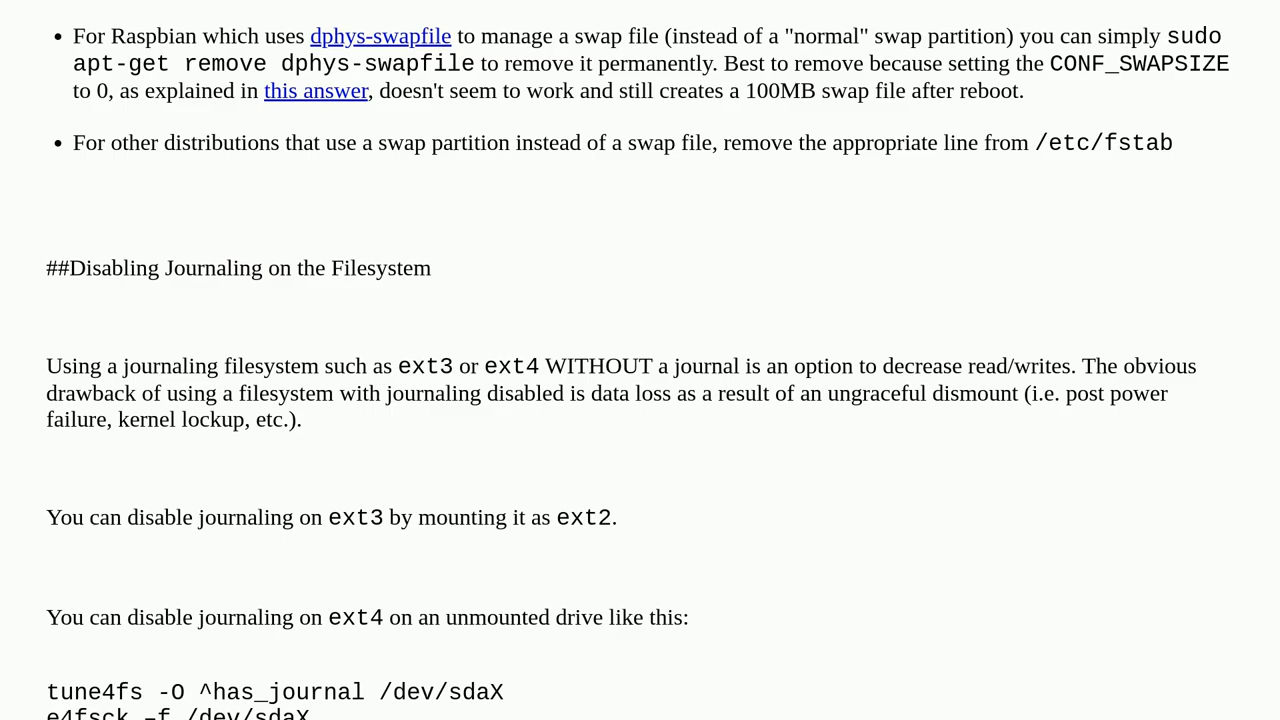 For Raspbian which uses dphys-swapfile to manage a swap file (instead of a "normal" swap partition) you can simply sudo
apt-get remove dphys-swapfile to remove it permanently. Best to remove because setting the CONF_SWAPSIZE
to 0, as explained in this answer, doesn't seem to work and still creates a 100MB swap file after reboot.
For other distributions that use a swap partition instead of a swap file, remove the appropriate line from /etc/fstab
##Disabling Journaling on the Filesystem
Using a journaling filesystem such as ext3 or ext4 WITHOUT a journal is an option to decrease read/writes. The obvious
drawback of using a filesystem with journaling disabled is data loss as a result of an ungraceful dismount (i.e. post power
failure, kernel lockup, etc.).
You can disable journaling on ext3 by mounting it as ext2.
You can disable journaling on ext4 on an unmounted drive like this:
tune4fs -O ^has_journal /dev/sdaX
e4fsck –f /dev/sdaX